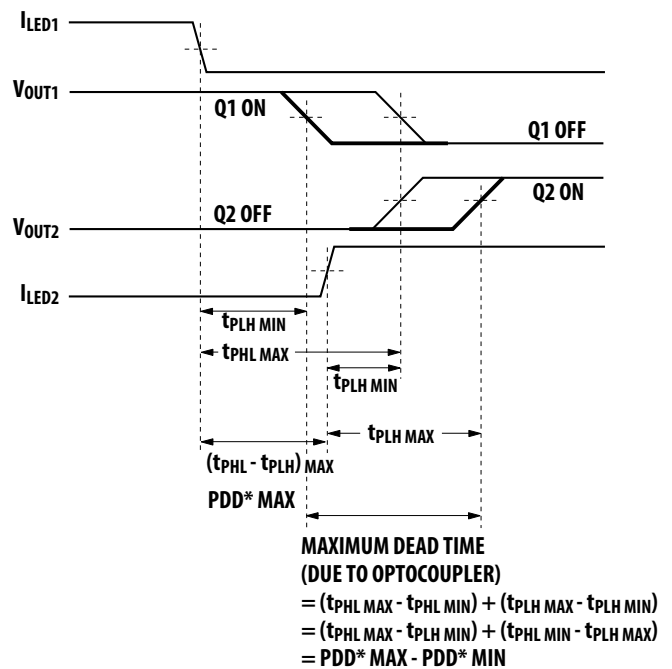 ILED1
VOUT1
Q1 ON
Q1 OFF
Q2 OFF
Q2 ON
VOUT2
ILED2
tPLH MIN
tPHL MAX
tPLH MIN
tPLH MAX
(tPHL - tPLH) MAX
PDD* MAX
MAXIMUM DEAD TIME
(DUE TO OPTOCOUPLER)
= (tPHL MAX - tPHL MIN) + (tPLH MAX - tPLH MIN)
= (tPHL MAX - tPLH MIN) + (tPHL MIN - tPLH MAX)
= PDD* MAX - PDD* MIN